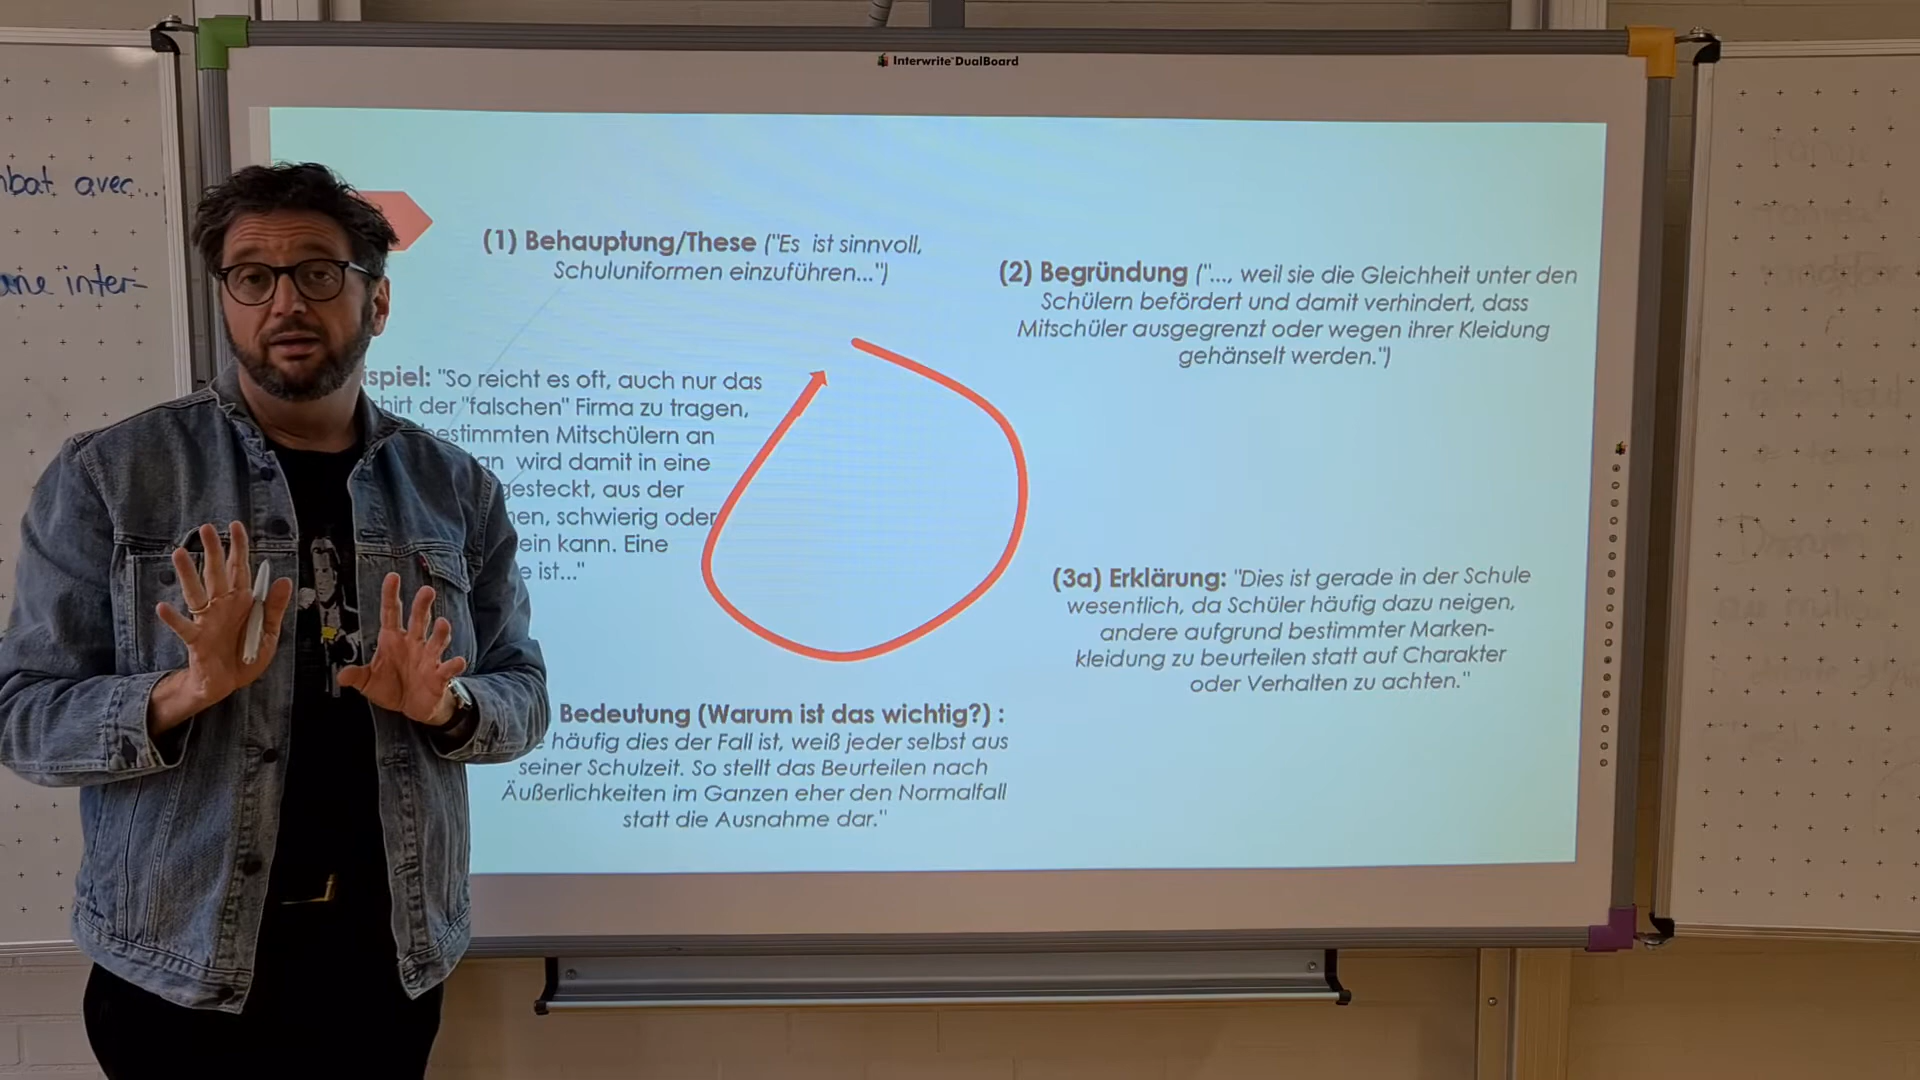 Interwrite DualBoard
avec...
inter-
(1) Behauptung/These ("Es ist sinnvoll,
Schuluniformen einzuführen...")
(2) Begründung ("..., weil sie die Gleichheit unter den
Schülern befördert und damit verhindert, dass
Mitschüler ausgegrenzt oder wegen ihrer Kleidung
gehänselt werden.")
ispiel: "So reicht es oft, auch nur das
hirt der "falschen" Firma zu tragen,
bestimmten Mitschülern an
an wird damit in eine
gesteckt, aus der
en, schwierig oder
ein kann. Eine
e ist..."
(3a) Erklärung: "Dies ist gerade in der Schule
wesentlich, da Schüler häufig dazu neigen,
andere aufgrund bestimmter Marken-
kleidung zu beurteilen statt auf Charakter
oder Verhalten zu achten."
Bedeutung (Warum ist das wichtig?) :
häufig dies der Fall ist, weiß jeder selbst aus
seiner Schulzeit. So stellt das Beurteilen nach
Äußerlichkeiten im Ganzen eher den Normalfall
statt die Ausnahme dar."